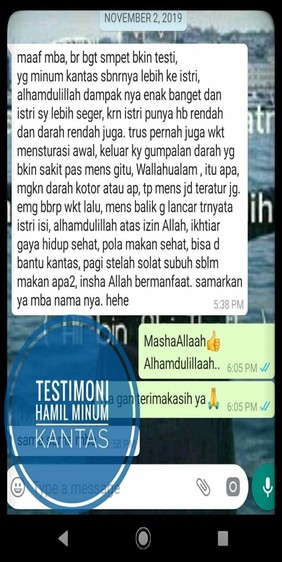 NOVEMBER 2, 2019
maaf mba, br bgt smpet bkin testi,
yg minum kantas sbnrnya lebih ke istri,
alhamdulillah dampak nya enak banget dan
istri sy lebih seger, krn istri punya hb rendah
dan darah rendah juga. trus pernah juga wkt
mensturasi awal, keluar ky gumpalan darah yg
bkin sakit pas mens gitu, Wallahualam , itu apa,
mgkn darah kotor atau ap, tp mens jd teratur jg.
emg bbrp wkt lalu, mens balik g lancar trnyata
istri isi, alhamdulillah atas izin Allah, ikhtiar
gaya hidup sehat, pola makan sehat, bisa d
bantu kantas, pagi stelah solat subuh sblm
makan apa2, insha Allah bermanfaat. samarkan
ya mba nama nya. hehe
5:38 PM
MashaAllaah👍
Alhamdulillaah..
6:05 PM
gan terimakasih ya🙏
6:05 PM
TESTIMONI
HAMIL MINUM
KANTAS
Type a message